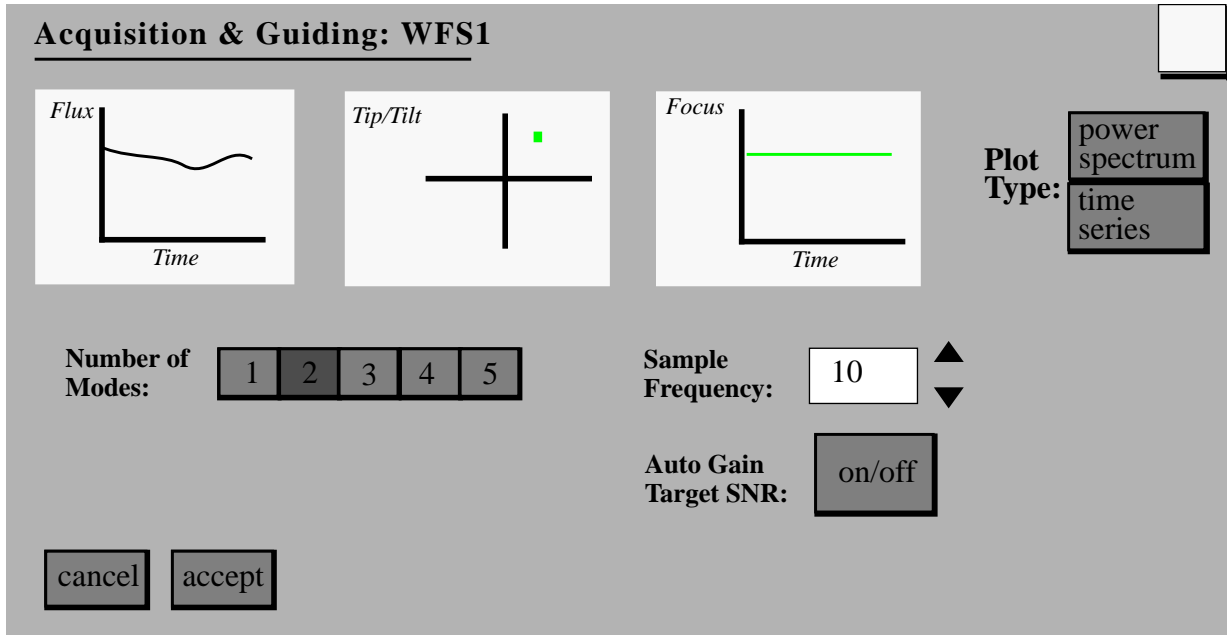 Acquisition & Guiding: WFS1
Flux
Time
Tip/Tilt
Focus
Time
Plot
Type:
power
spectrum
time
series
Number of
Modes:
1 2 3 4 5
Sample
Frequency:
10
Auto Gain
Target SNR:
on/off
cancel
accept